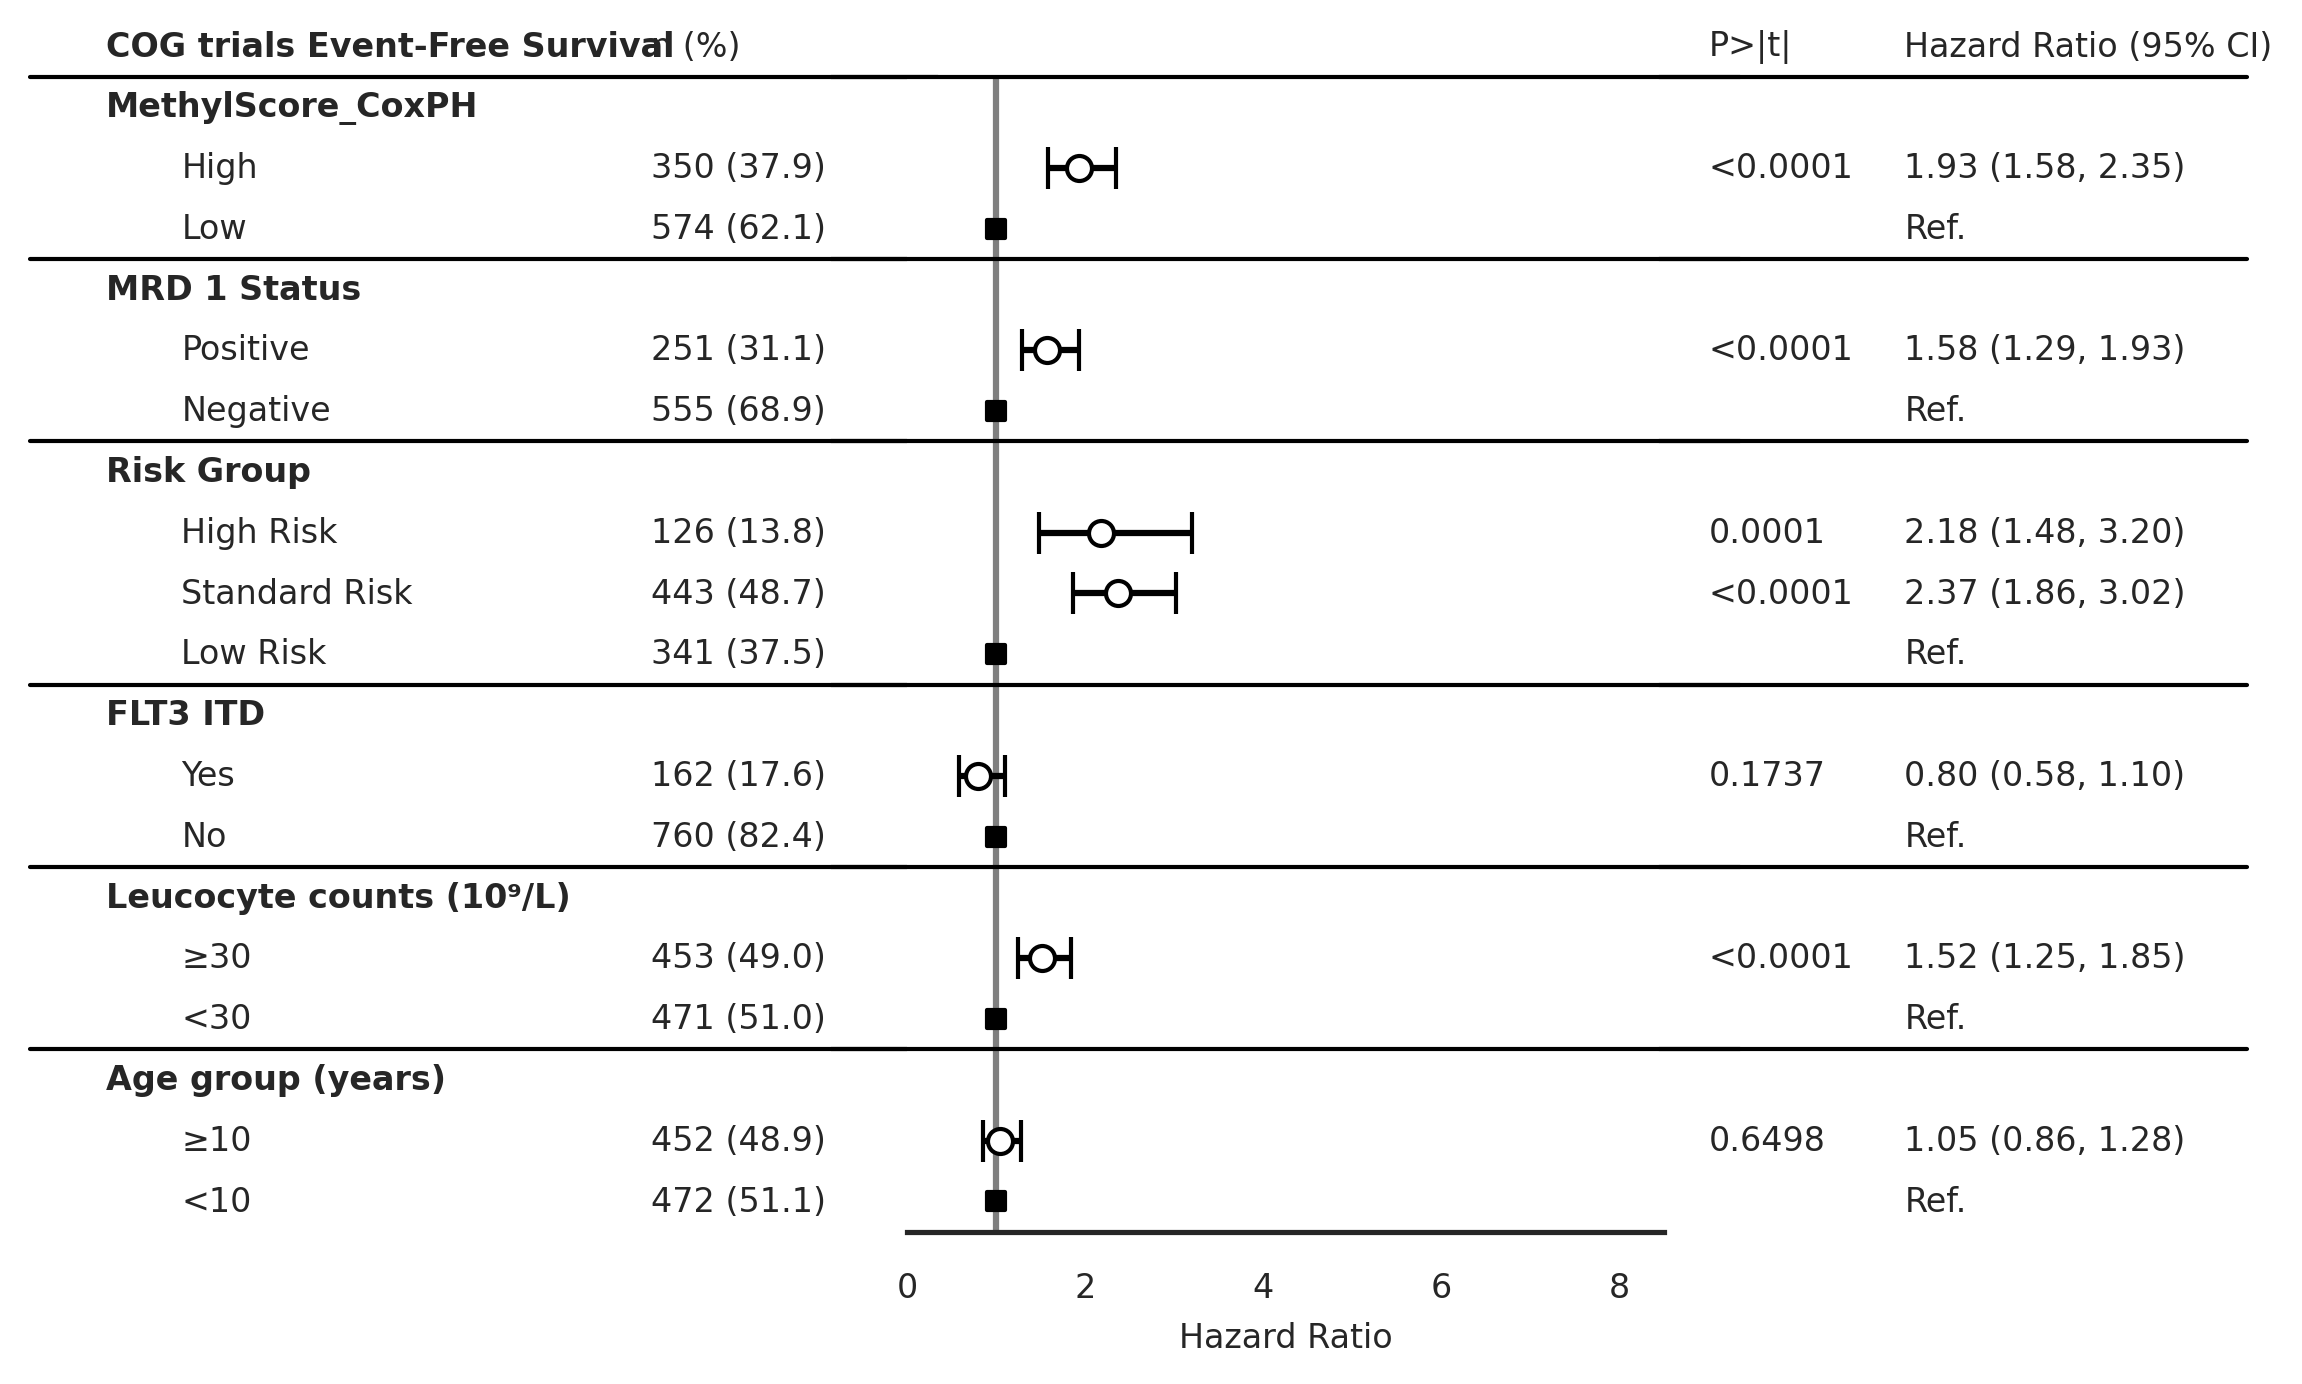 COG trials Event-Free Survival n (%) P>|t| Hazard Ratio (95% CI)
MethylScore_CoxPH
High 350 (37.9) <0.0001 1.93 (1.58, 2.35)
Low 574 (62.1) Ref.
MRD 1 Status
Positive 251 (31.1) <0.0001 1.58 (1.29, 1.93)
Negative 555 (68.9) Ref.
Risk Group
High Risk 126 (13.8) 0.0001 2.18 (1.48, 3.20)
Standard Risk 443 (48.7) <0.0001 2.37 (1.86, 3.02)
Low Risk 341 (37.5) Ref.
FLT3 ITD
Yes 162 (17.6) 0.1737 0.80 (0.58, 1.10)
No 760 (82.4) Ref.
Leucocyte counts (10⁹/L)
≥30 453 (49.0) <0.0001 1.52 (1.25, 1.85)
<30 471 (51.0) Ref.
Age group (years)
≥10 452 (48.9) 0.6498 1.05 (0.86, 1.28)
<10 472 (51.1) Ref.
0 2 4 6 8
Hazard Ratio